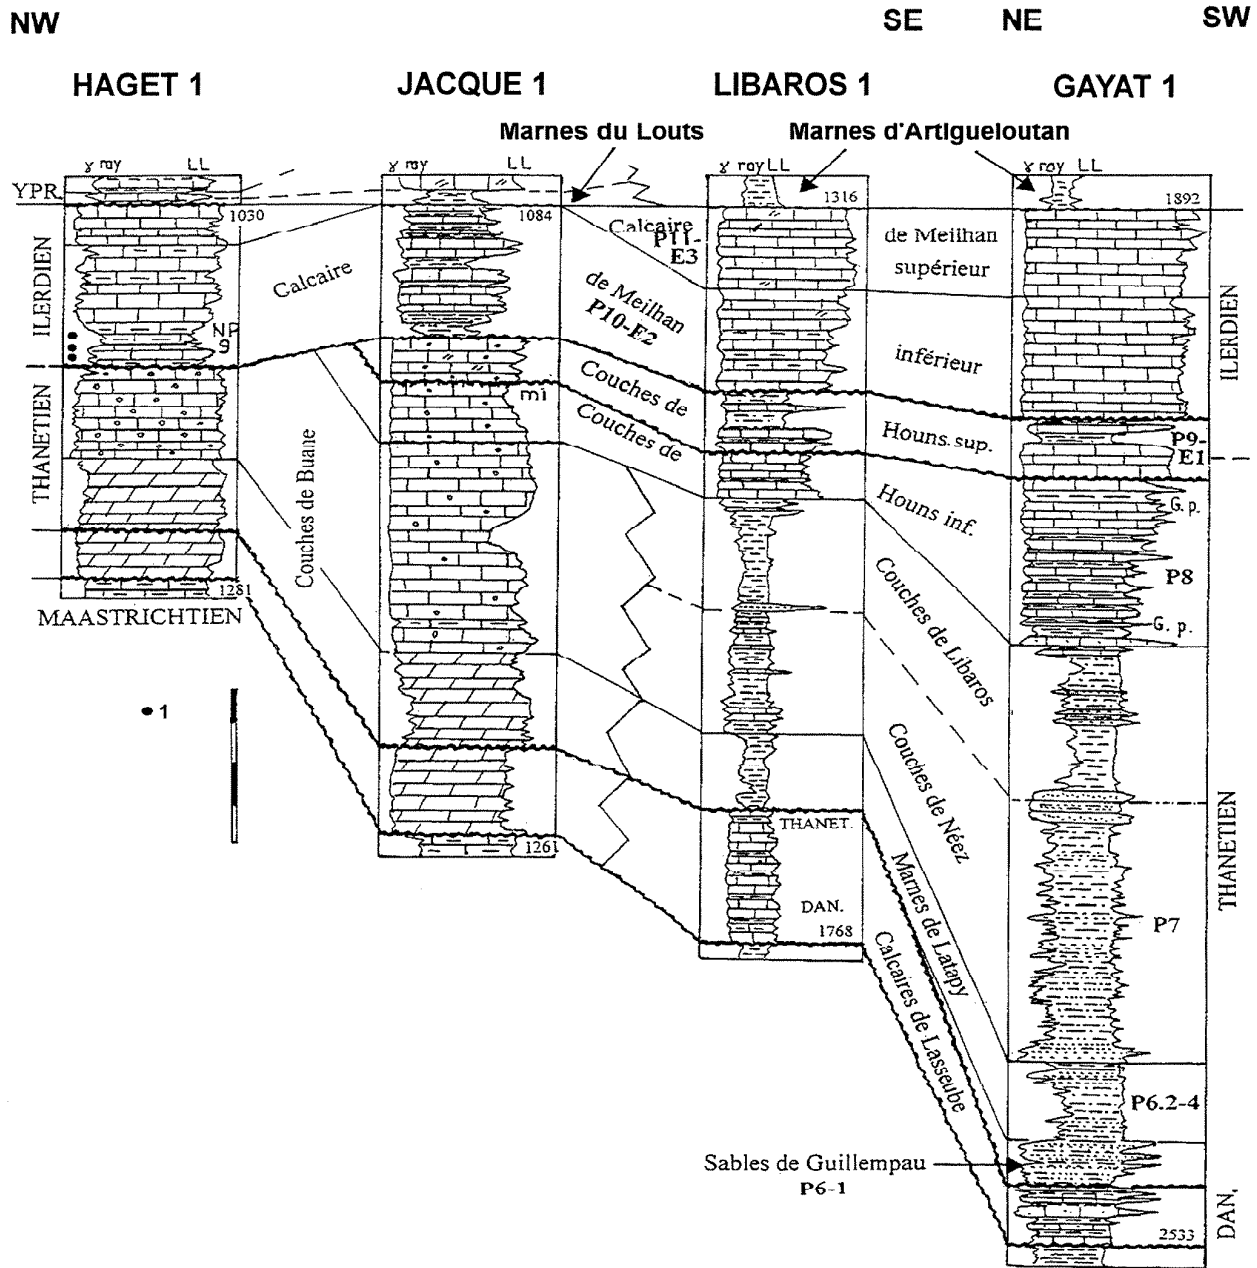 NW SE NE SW
HAGET 1 JACQUE 1 LIBAROS 1 GAYAT 1
Marnes du Louts Marnes d'Artigueloutan
γ ray LL γ ray LL γ ray LL γ ray LL
YPR.
1030 1084 1316 1892
ILERDIEN
Calcaire
de Meilhan
supérieur
P11-
E3
Calcaire
de Meilhan
inférieur
P10-E2
ILERDIEN
NP
9
mi
Couches de
Houns sup.
P9-
E1
Couches de
Houns inf.
G. p.
P8
G. p.
THANETIEN
Couches de Buane
Couches de Libaros
1281
MAASTRICHTIEN
1
Couches de Néez
THANETIEN
P7
THANET.
DAN.
1261
1768
Marnes de Latapy
P6.2-4
Calcaires de Lasseube
Sables de Guillempau
P6-1
DAN.
2533